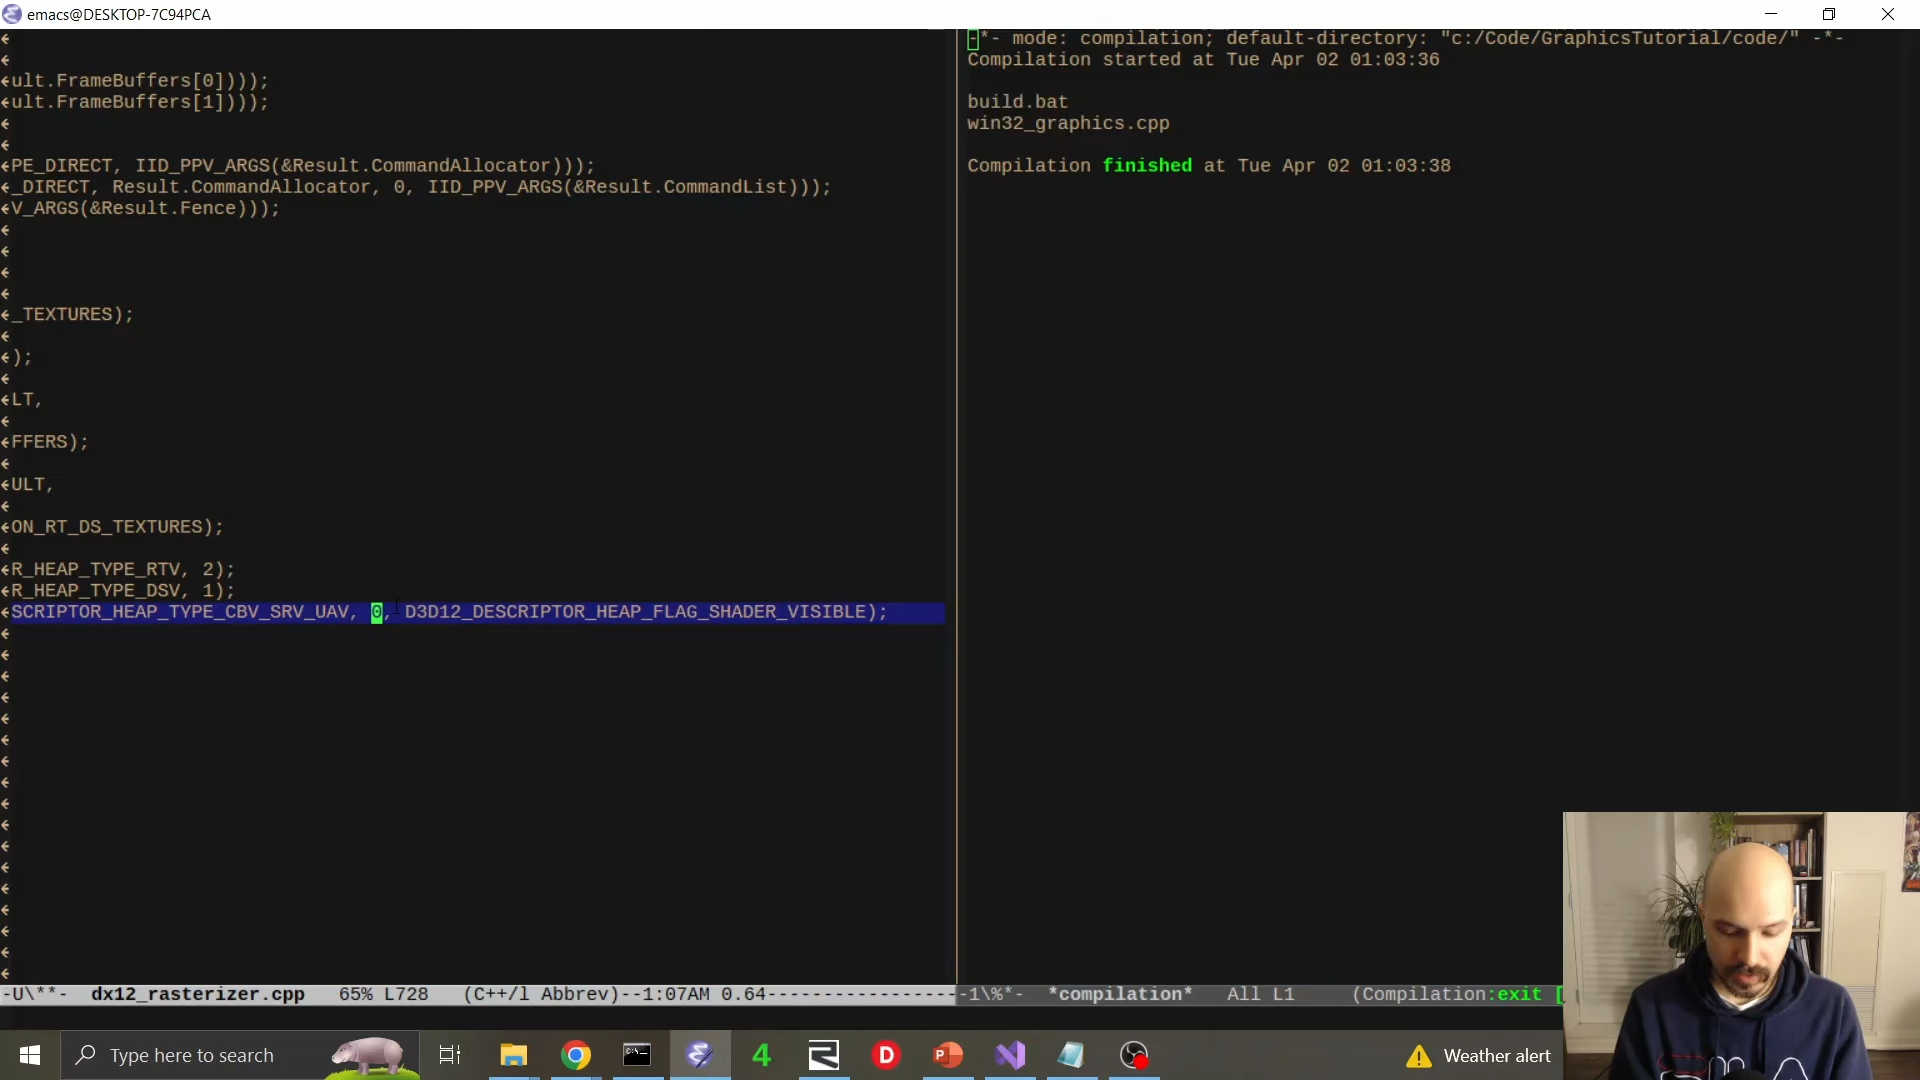 emacs@DESKTOP-7C94PCA
ult.FrameBuffers[0])));
ult.FrameBuffers[1])));
PE_DIRECT, IID_PPV_ARGS(&Result.CommandAllocator)));
_DIRECT, Result.CommandAllocator, 0, IID_PPV_ARGS(&Result.CommandList)));
V_ARGS(&Result.Fence)));
_TEXTURES);
);
LT,
FFERS);
ULT,
ON_RT_DS_TEXTURES);
R_HEAP_TYPE_RTV, 2);
R_HEAP_TYPE_DSV, 1);
SCRIPTOR_HEAP_TYPE_CBV_SRV_UAV, 0, D3D12_DESCRIPTOR_HEAP_FLAG_SHADER_VISIBLE);
-U\**-  dx12_rasterizer.cpp   65% L728   (C++/l Abbrev)--1:07AM 0.64-----------------
-*- mode: compilation; default-directory: "c:/Code/GraphicsTutorial/code/" -*-
Compilation started at Tue Apr 02 01:03:36
build.bat
win32_graphics.cpp
Compilation finished at Tue Apr 02 01:03:38
-1\%*-  *compilation*   All L1     (Compilation:exit [
Type here to search
4
D
P
Weather alert